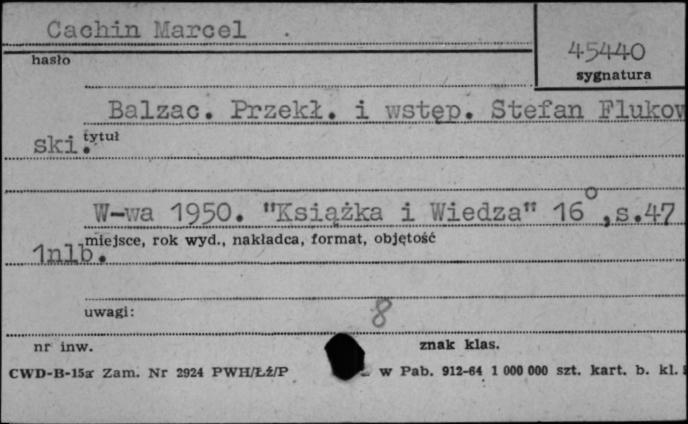 Cachin Marcel
45440
hasło
sygnatura
Balzac. Przekł. i wstęp. Stefan Flukow
tytuł
ski.
W-wa 1950. "Książka i Wiedza" 16°,s.47
miejsce, rok wyd., nakładca, format, objętość
1nlb.
uwagi:
8
nr inw.
znak klas.
CWD-B-15a Zam. Nr 2924 PWH/Łź/P
w Pab. 912-64 1 000 000 szt. kart. b. kl.